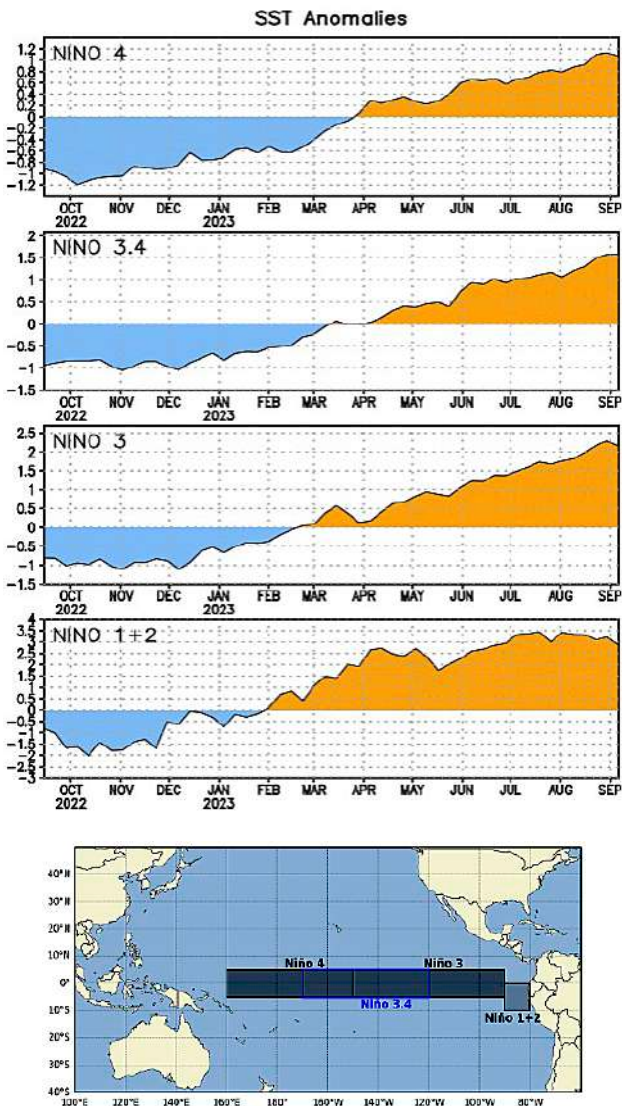 SST Anomalies
NINO 4
1.2
1
0.8
0.6
0.4
0.2
0
-0.2
-0.4
-0.6
-0.8
-1
-1.2
OCT NOV DEC JAN FEB MAR APR MAY JUN JUL AUG SEP
2022 2023
NINO 3.4
2
1.5
1
0.5
0
-0.5
-1
-1.5
OCT NOV DEC JAN FEB MAR APR MAY JUN JUL AUG SEP
2022 2023
NINO 3
2.5
2
1.5
1
0.5
0
-0.5
-1
-1.5
OCT NOV DEC JAN FEB MAR APR MAY JUN JUL AUG SEP
2022 2023
NINO 1+2
4
3.5
3
2.5
2
1.5
1
0.5
0
-0.5
-1
-1.5
-2
-2.5
-3
OCT NOV DEC JAN FEB MAR APR MAY JUN JUL AUG SEP
2022 2023
40°N
30°N
20°N
10°N
0°
10°S
20°S
30°S
40°S
Niño 4 Niño 3
Niño 3.4
Niño 1+2
100°E 120°E 140°E 160°E 180° 160°W 140°W 120°W 100°W 80°W